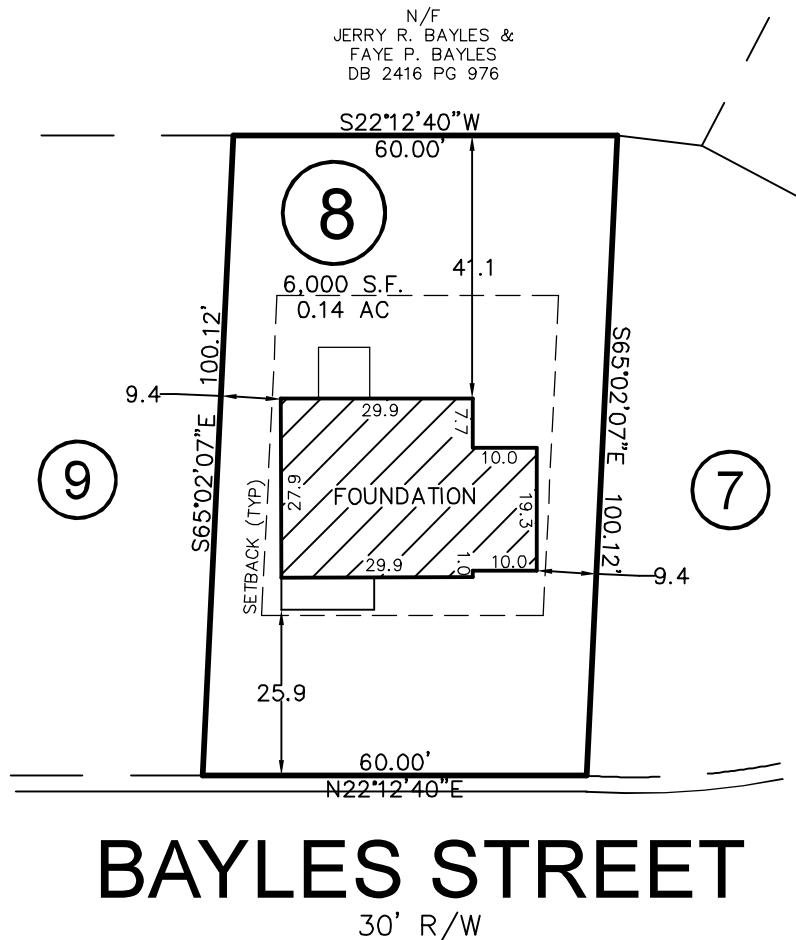 N/F
JERRY R. BAYLES &
FAYE P. BAYLES
DB 2416 PG 976
S22°12'40"W
60.00'
8
41.1
6,000 S.F.
0.14 AC
S65°02'07"E 100.12'
S65°02'07"E 100.12'
9.4
29.9
7.7
10.0
9
27.9
FOUNDATION
19.3
7
SETBACK (TYP)
29.9
1.0
10.0
9.4
25.9
60.00'
N22°12'40"E
BAYLES STREET
30' R/W